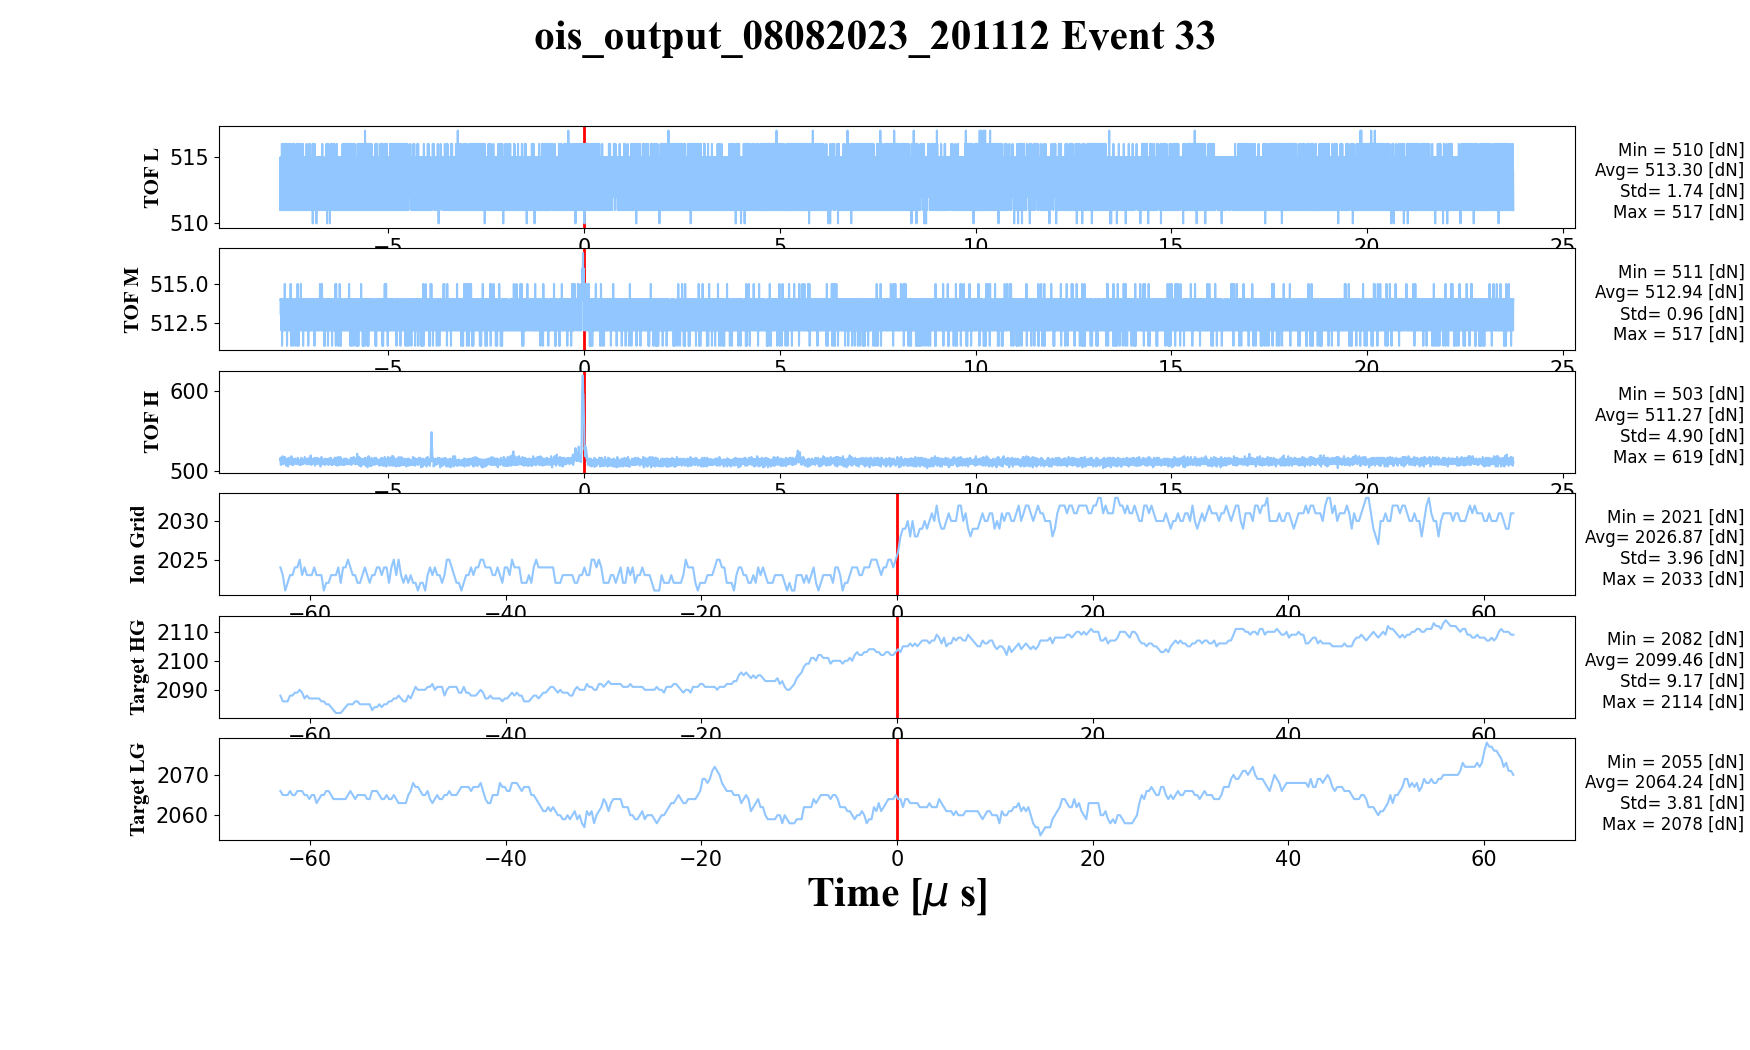 ois_output_08082023_201112 Event 33
TOF L
515
510
−5 0 5 10 15 20 25
Min = 510 [dN]
Avg= 513.30 [dN]
Std= 1.74 [dN]
Max = 517 [dN]
TOF M
515.0
512.5
−5 0 5 10 15 20 25
Min = 511 [dN]
Avg= 512.94 [dN]
Std= 0.96 [dN]
Max = 517 [dN]
TOF H
600
500
−5 0 5 10 15 20 25
Min = 503 [dN]
Avg= 511.27 [dN]
Std= 4.90 [dN]
Max = 619 [dN]
Ion Grid
2030
2025
−60 −40 −20 0 20 40 60
Min = 2021 [dN]
Avg= 2026.87 [dN]
Std= 3.96 [dN]
Max = 2033 [dN]
Target HG
2110
2100
2090
−60 −40 −20 0 20 40 60
Min = 2082 [dN]
Avg= 2099.46 [dN]
Std= 9.17 [dN]
Max = 2114 [dN]
Target LG
2070
2060
−60 −40 −20 0 20 40 60
Min = 2055 [dN]
Avg= 2064.24 [dN]
Std= 3.81 [dN]
Max = 2078 [dN]
Time [μ s]